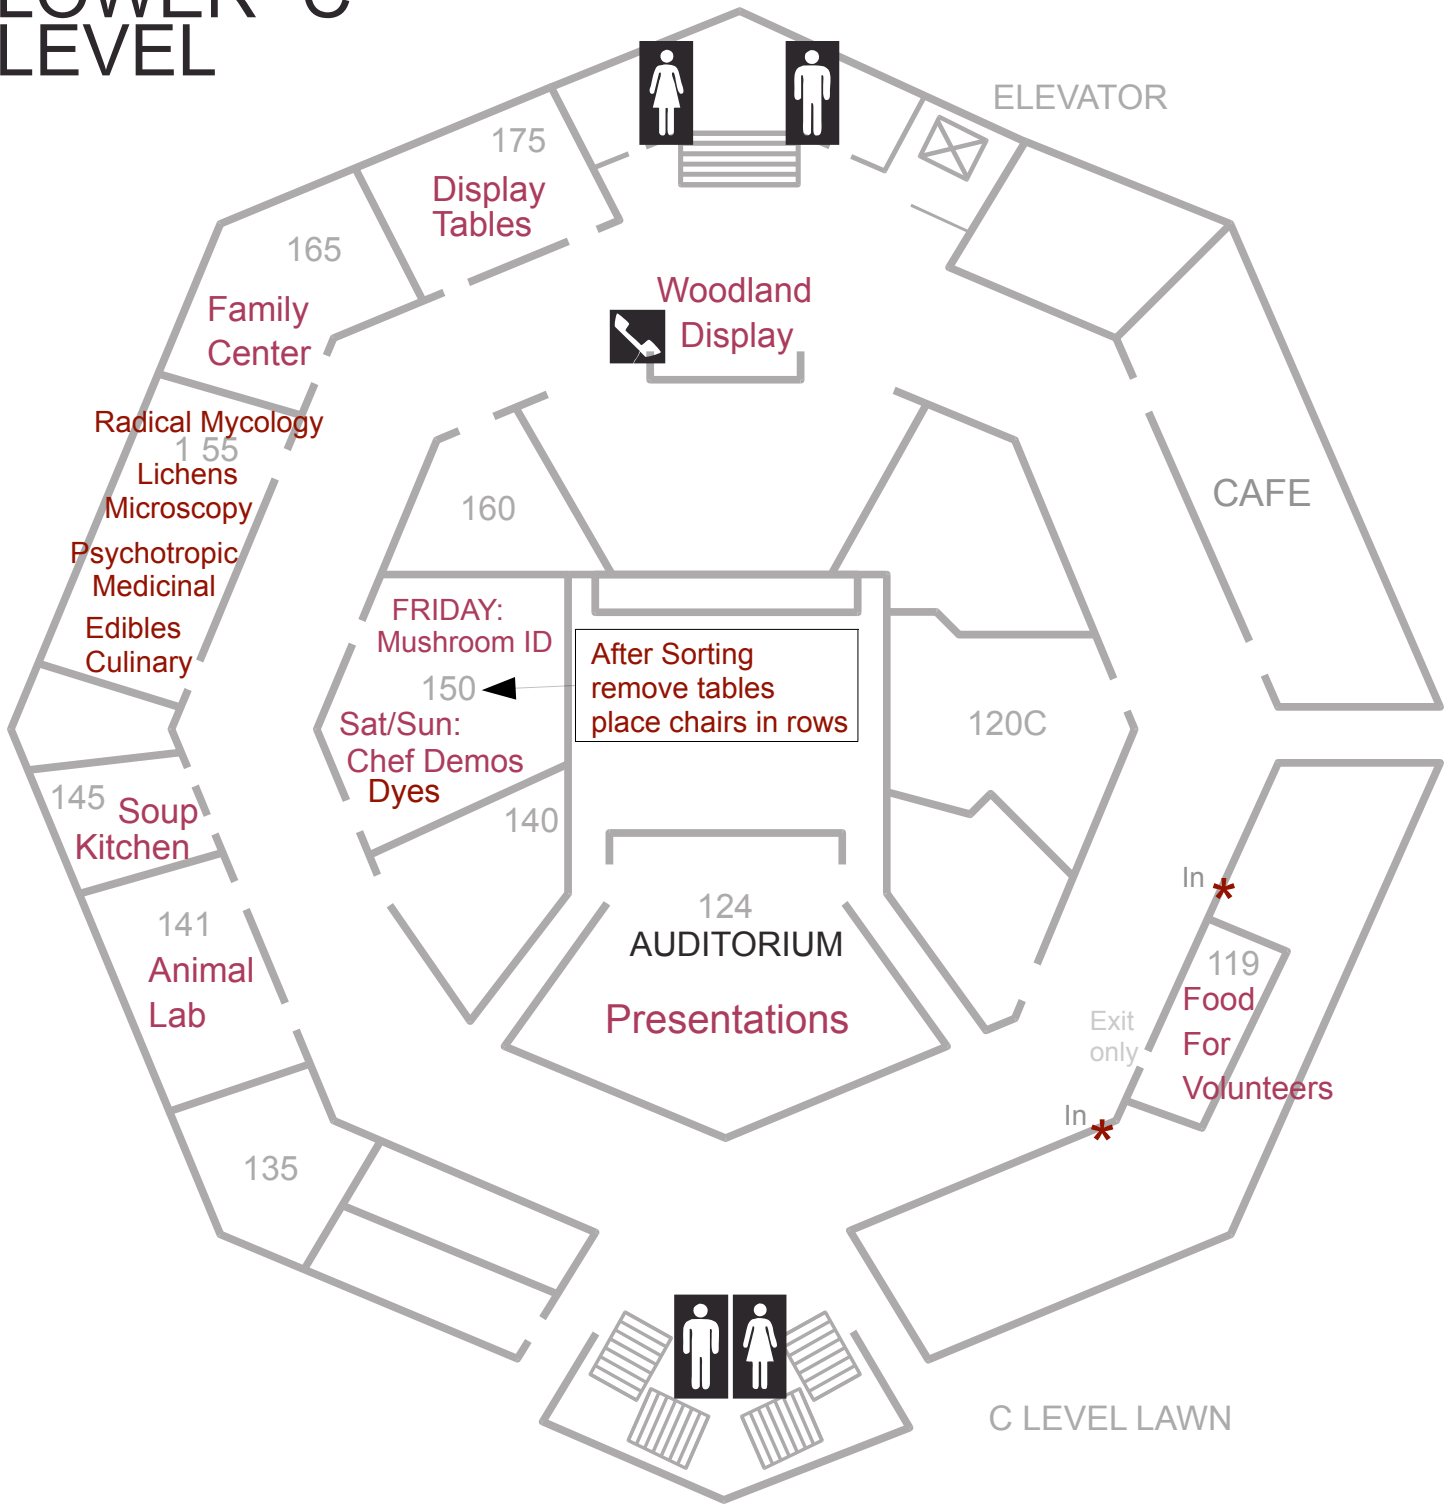 LOWER "C"
LEVEL
ELEVATOR
175
Display
Tables
165
Family
Center
Woodland
Display
Radical Mycology
1 55
Lichens
Microscopy
Psychotropic
Medicinal
Edibles
Culinary
160
CAFE
FRIDAY:
Mushroom ID
150
Sat/Sun:
Chef Demos
Dyes
After Sorting
remove tables
place chairs in rows
120C
145
Soup
Kitchen
140
141
Animal
Lab
124
AUDITORIUM
Presentations
In
*
119
Food
For
Volunteers
Exit
only
In
*
135
C LEVEL LAWN